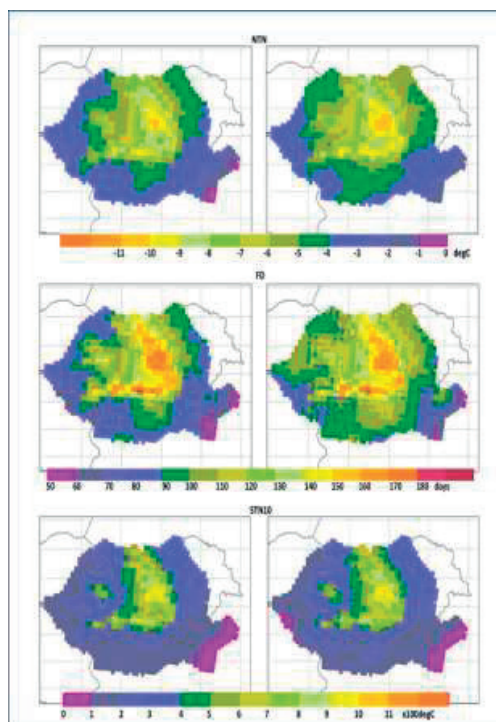 NTN
-11 -10 -9 -8 -7 -6 -5 -4 -3 -2 -1 0 degC
FD
50 60 70 80 90 100 110 120 130 140 150 160 170 180 days
STN10
0 1 2 3 4 5 6 7 8 9 10 11 x100degC